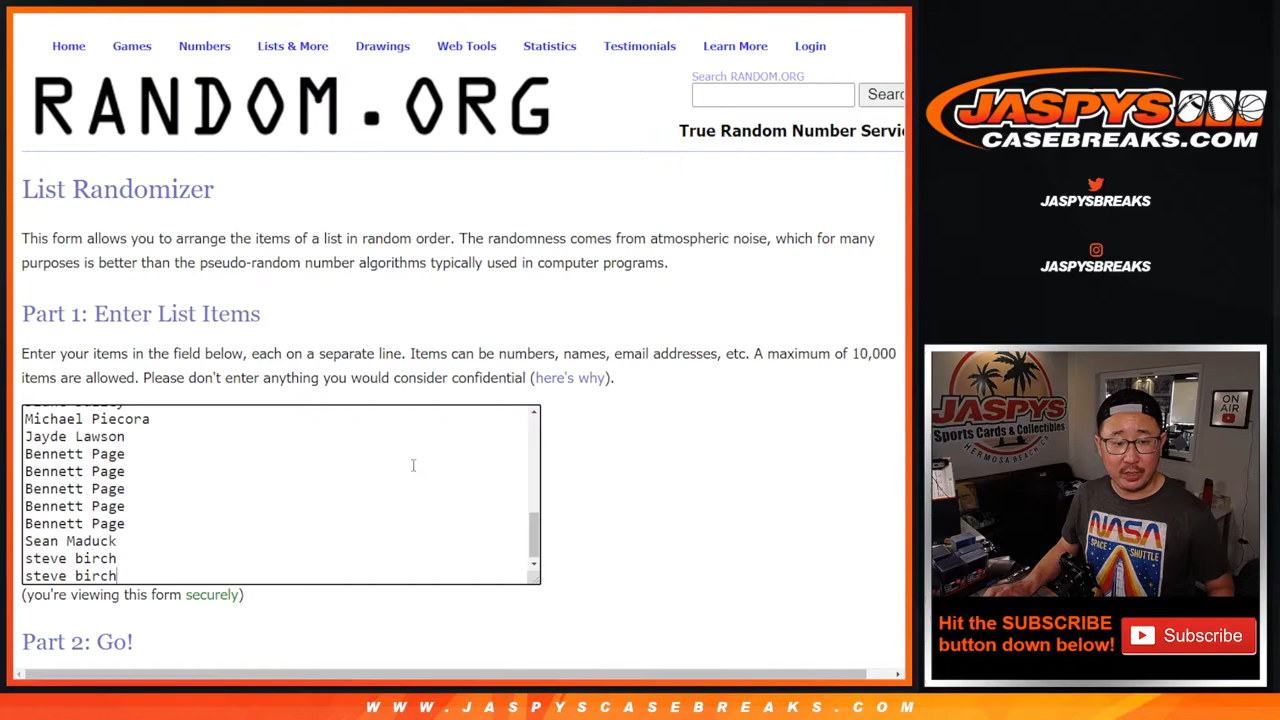 Home Games Numbers Lists & More Drawings Web Tools Statistics Testimonials Learn More Login
Search RANDOM.ORG
RANDOM.ORG
Searc
True Random Number Servi
List Randomizer
This form allows you to arrange the items of a list in random order. The randomness comes from atmospheric noise, which for many
purposes is better than the pseudo-random number algorithms typically used in computer programs.
Part 1: Enter List Items
Enter your items in the field below, each on a separate line. Items can be numbers, names, email addresses, etc. A maximum of 10,000
items are allowed. Please don't enter anything you would consider confidential (here's why).
Michael Piecora
Jayde Lawson
Bennett Page
Bennett Page
Bennett Page
Bennett Page
Bennett Page
Sean Maduck
steve birch
steve birch
(you're viewing this form securely)
Part 2: Go!
JASPYS
CASEBREAKS.COM
JASPYSBREAKS
JASPYSBREAKS
JASPYS
Sports Cards & Collectibles
HERMOSA BEACH CA
ON
AIR
NASA
SPACE SHUTTLE
Hit the SUBSCRIBE
button down below!
Subscribe
WWW.JASPYSCASEBREAKS.COM